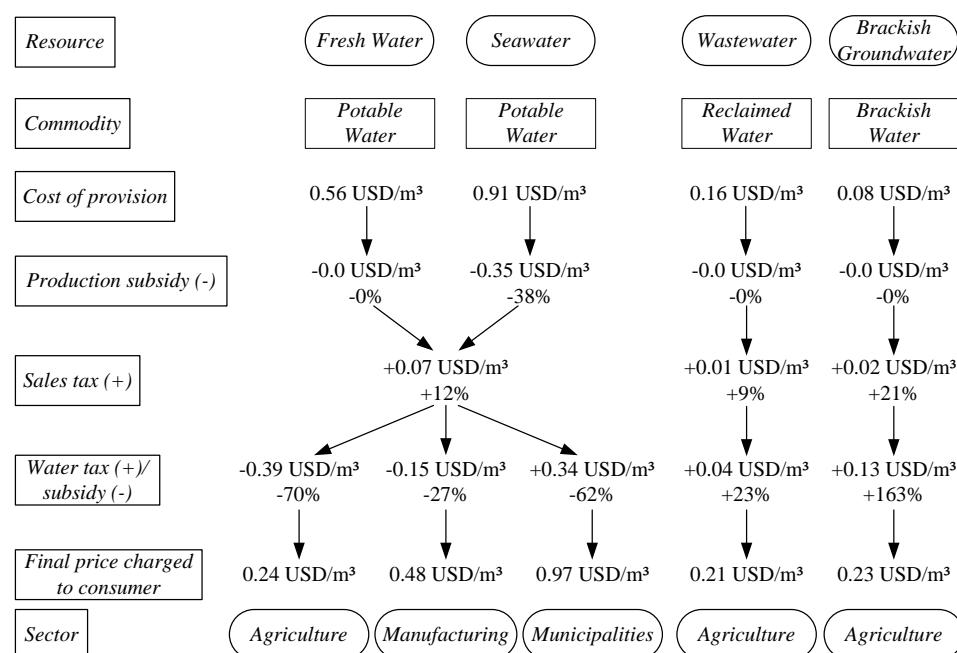 Resource
Fresh Water
Seawater
Wastewater
Brackish
Groundwater
Commodity
Potable
Water
Potable
Water
Reclaimed
Water
Brackish
Water
Cost of provision
0.56 USD/m³
0.91 USD/m³
0.16 USD/m³
0.08 USD/m³
Production subsidy (-)
-0.0 USD/m³
-0%
-0.35 USD/m³
-38%
-0.0 USD/m³
-0%
-0.0 USD/m³
-0%
Sales tax (+)
+0.07 USD/m³
+12%
+0.01 USD/m³
+9%
+0.02 USD/m³
+21%
Water tax (+)/
subsidy (-)
-0.39 USD/m³
-70%
-0.15 USD/m³
-27%
+0.34 USD/m³
-62%
+0.04 USD/m³
+23%
+0.13 USD/m³
+163%
Final price charged
to consumer
0.24 USD/m³
0.48 USD/m³
0.97 USD/m³
0.21 USD/m³
0.23 USD/m³
Sector
Agriculture
Manufacturing
Municipalities
Agriculture
Agriculture